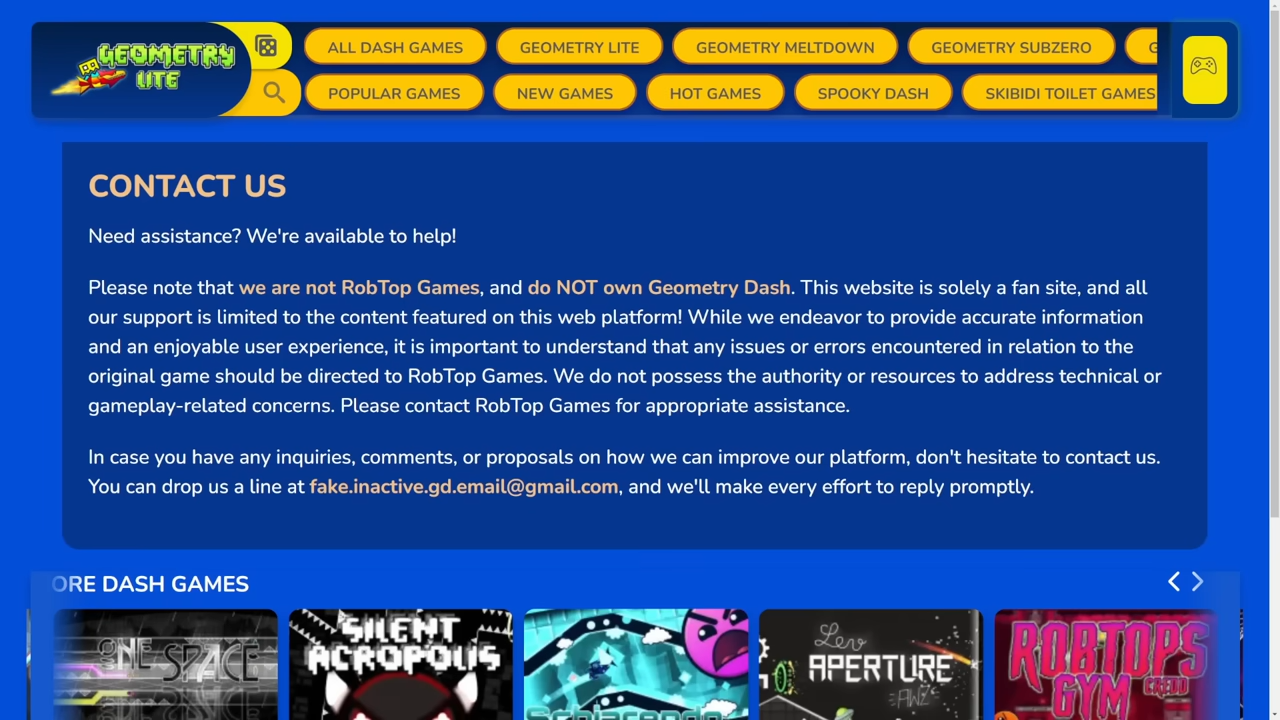 GEOMETRY
LITE
ALL DASH GAMES
GEOMETRY LITE
GEOMETRY MELTDOWN
GEOMETRY SUBZERO
G
POPULAR GAMES
NEW GAMES
HOT GAMES
SPOOKY DASH
SKIBIDI TOILET GAMES
CONTACT US
Need assistance? We're available to help!
Please note that we are not RobTop Games, and do NOT own Geometry Dash. This website is solely a fan site, and all
our support is limited to the content featured on this web platform! While we endeavor to provide accurate information
and an enjoyable user experience, it is important to understand that any issues or errors encountered in relation to the
original game should be directed to RobTop Games. We do not possess the authority or resources to address technical or
gameplay-related concerns. Please contact RobTop Games for appropriate assistance.
In case you have any inquiries, comments, or proposals on how we can improve our platform, don't hesitate to contact us.
You can drop us a line at fake.inactive.gd.email@gmail.com, and we'll make every effort to reply promptly.
ORE DASH GAMES
ONE SPACE
SILENT
ACROPOLIS
Lev
APERTURE
ROBTOPS
GYM